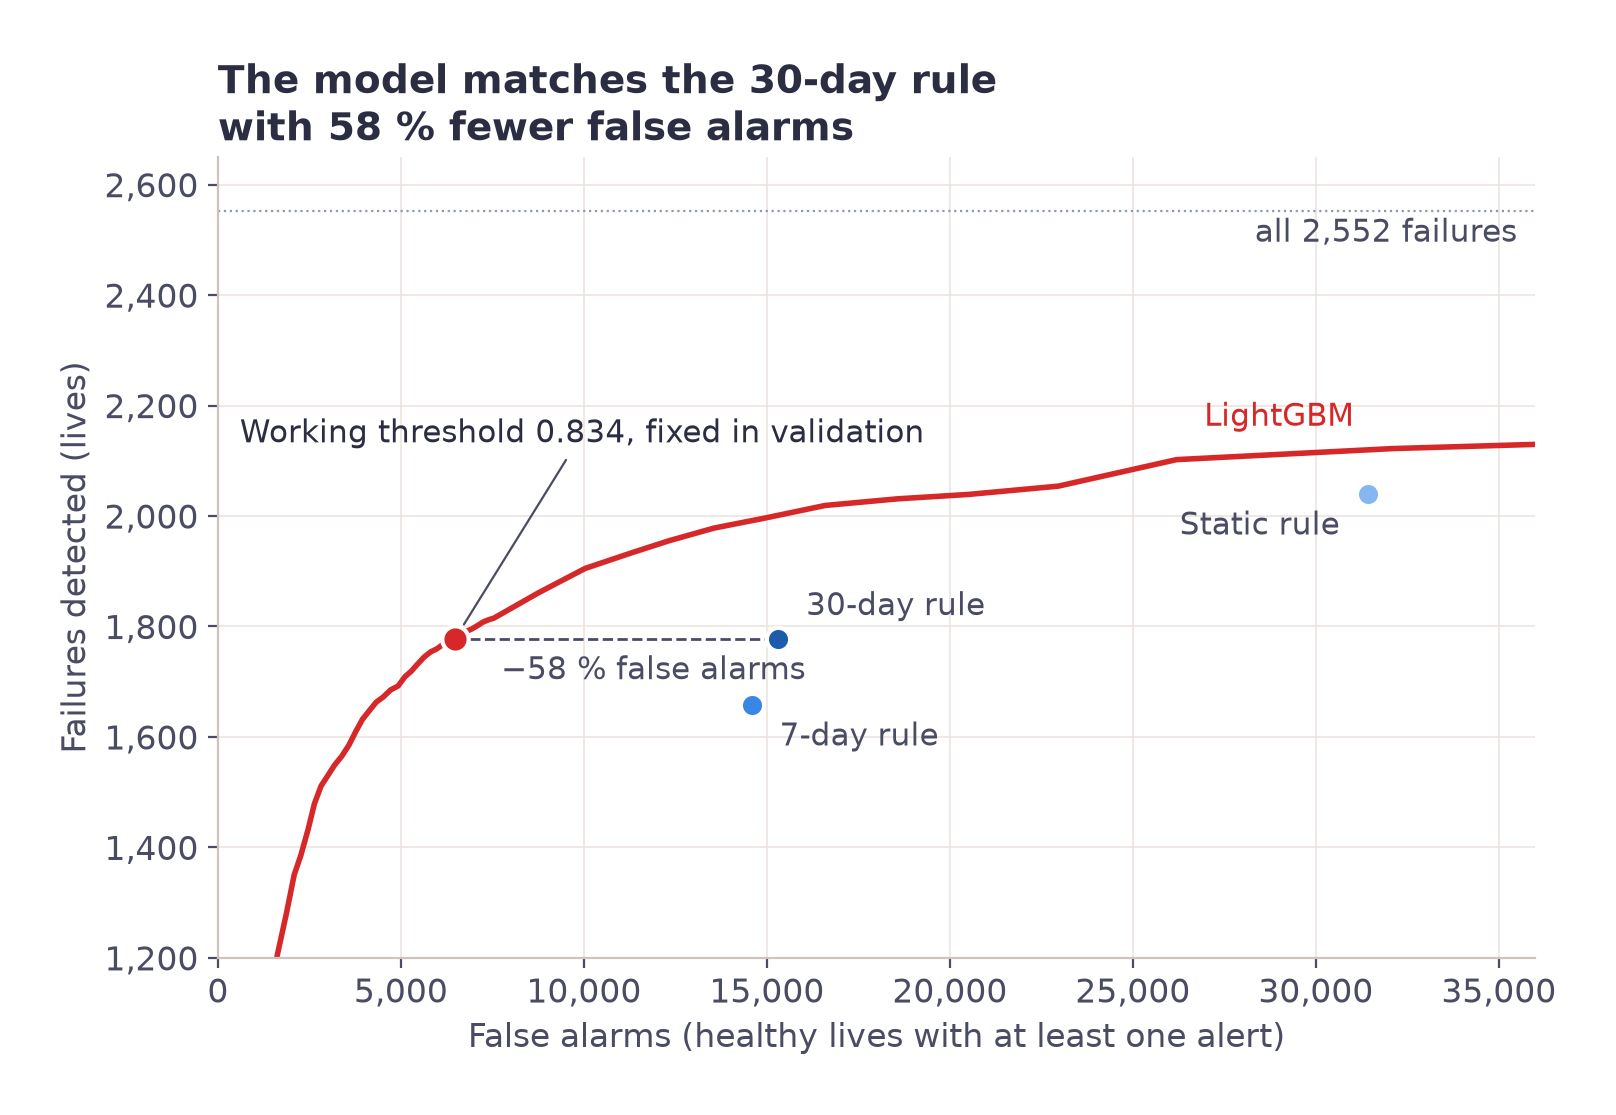 The model matches the 30-day rule
with 58 % fewer false alarms
2,600
all 2,552 failures
2,400
2,200
LightGBM
Working threshold 0.834, fixed in validation
2,000
Static rule
30-day rule
1,800
−58 % false alarms
7-day rule
1,600
1,400
1,200
Failures detected (lives)
0
5,000
10,000
15,000
20,000
25,000
30,000
35,000
False alarms (healthy lives with at least one alert)